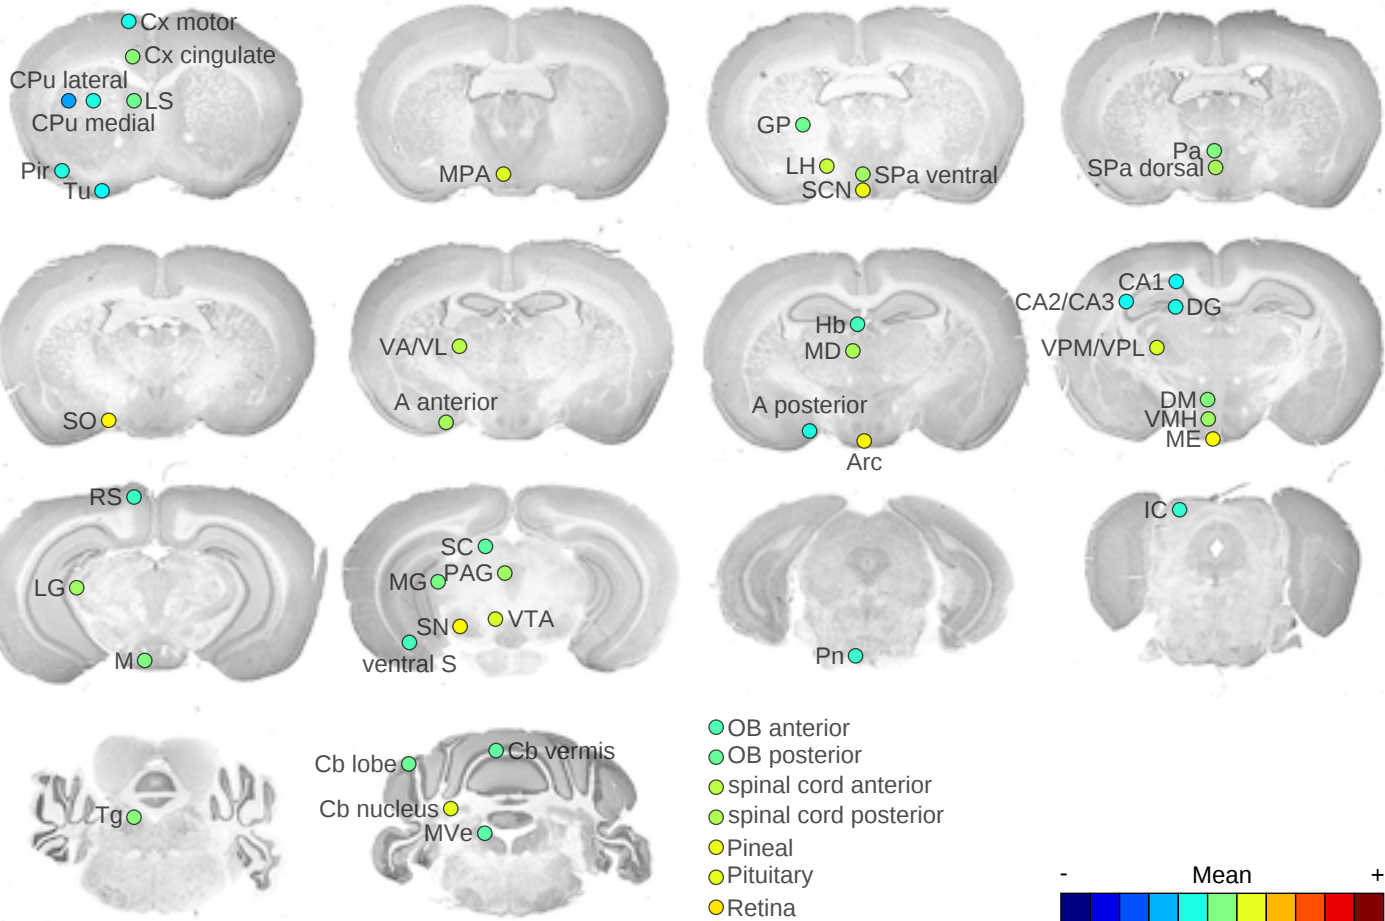 Cx motor
Cx cingulate
CPu lateral
LS
CPu medial
Pir
Tu
MPA
GP
LH
SPa ventral
SCN
Pa
SPa dorsal
SO
VA/VL
A anterior
Hb
MD
A posterior
Arc
CA1
CA2/CA3
DG
VPM/VPL
DM
VMH
ME
RS
LG
M
SC
MG
PAG
SN
VTA
ventral S
Pn
IC
Tg
Cb lobe
Cb vermis
Cb nucleus
MVe
OB anterior
OB posterior
spinal cord anterior
spinal cord posterior
Pineal
Pituitary
Retina
- Mean +